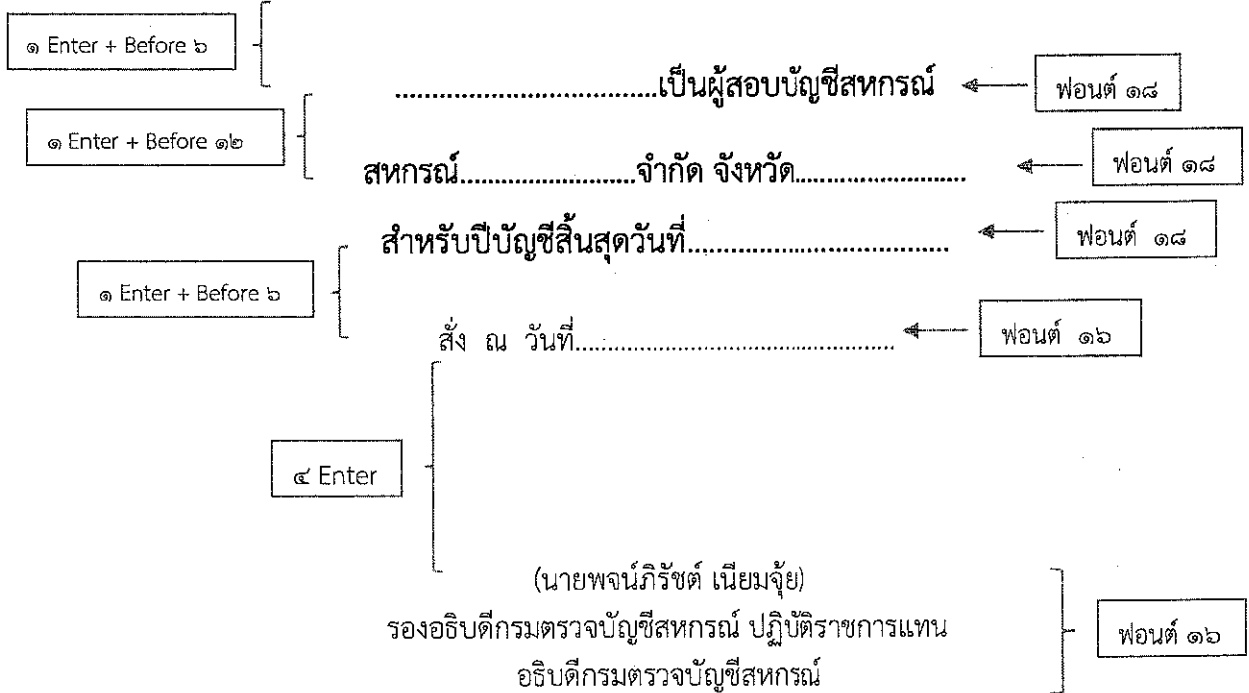 ๑ Enter + Before ๖
.................................เป็นผู้สอบบัญชีสหกรณ์
ฟอนต์ ๑๘
๑ Enter + Before ๑๒
สหกรณ์..........................จำกัด จังหวัด..........................
ฟอนต์ ๑๘
สำหรับปีบัญชีสิ้นสุดวันที่.......................................
ฟอนต์ ๑๘
๑ Enter + Before ๖
สั่ง ณ วันที่..................................................
ฟอนต์ ๑๖
๔ Enter
(นายพจน์ภิรัชต์ เนียมจุ้ย)
รองอธิบดีกรมตรวจบัญชีสหกรณ์ ปฏิบัติราชการแทน
ฟอนต์ ๑๖
อธิบดีกรมตรวจบัญชีสหกรณ์